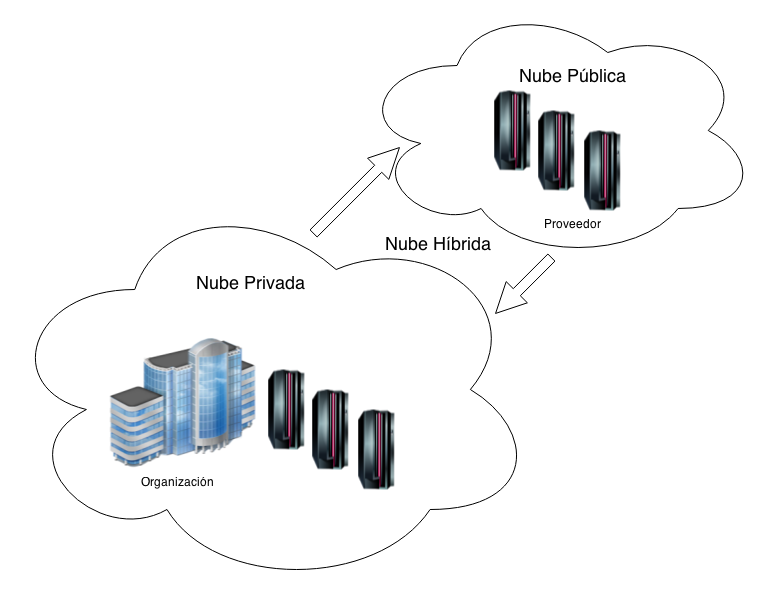 Nube Pública
Proveedor
Nube Híbrida
Nube Privada
Organización